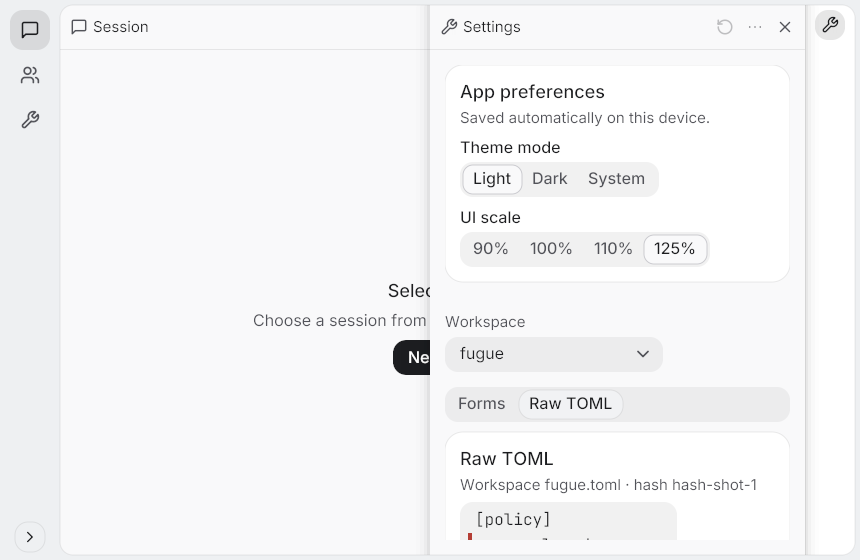 Session
Settings
App preferences
Saved automatically on this device.
Theme mode
Light Dark System
UI scale
90% 100% 110% 125%
Choose a session from
Workspace
fugue
Forms Raw TOML
Raw TOML
Workspace fugue.toml · hash hash-shot-1
[policy]